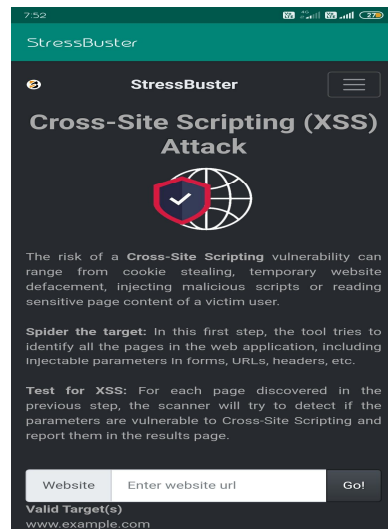 7:52
27
StressBuster
StressBuster
Cross-Site Scripting (XSS)
Attack
The risk of a Cross-Site Scripting vulnerability can
range from cookie stealing, temporary website
defacement, injecting malicious scripts or reading
sensitive page content of a victim user.
Spider the target: In this first step, the tool tries to
identify all the pages in the web application, including
Injectable parameters In forms, URLs, headers, etc.
Test for XSS: For each page discovered in the
previous step, the scanner will try to detect if the
parameters are vulnerable to Cross-Site Scripting and
report them in the results page.
Website Enter website url Go!
Valid Target(s)
www.example.com